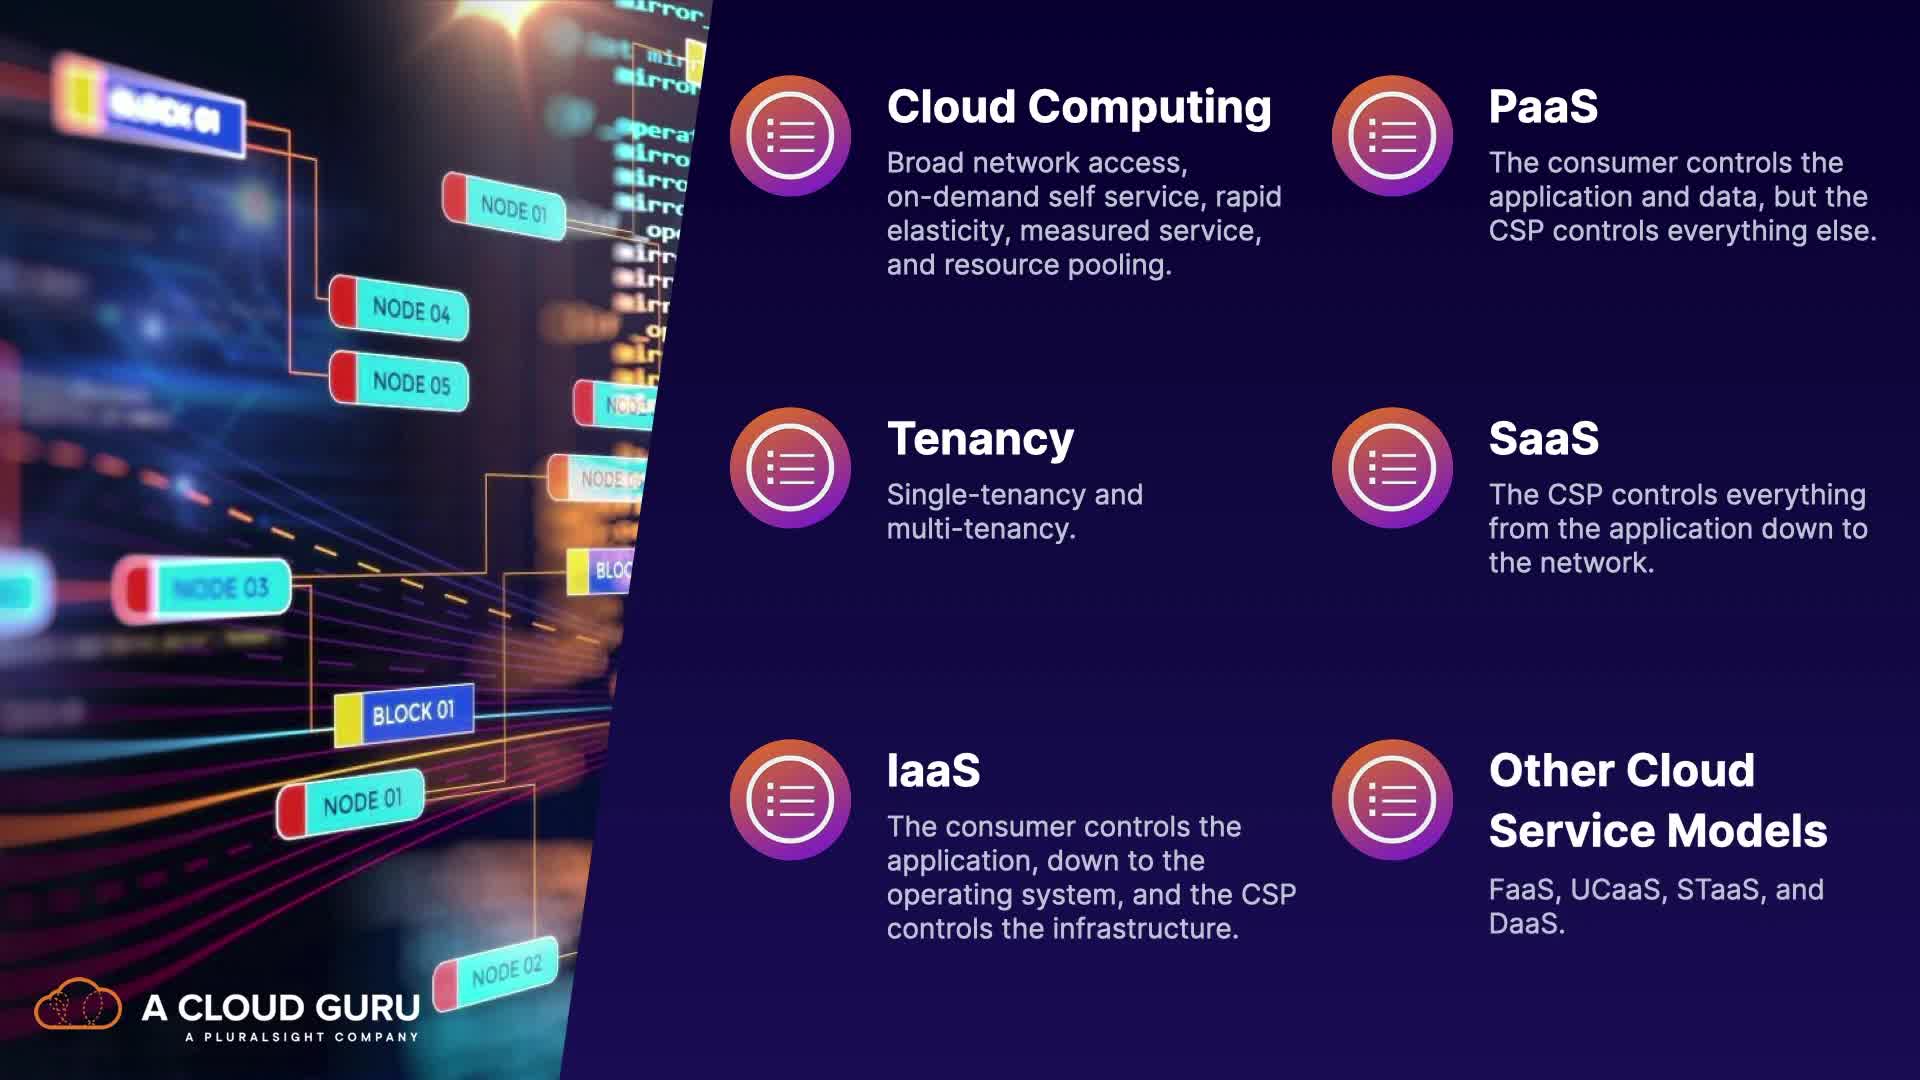 Cloud Computing
Broad network access,
on-demand self service, rapid
elasticity, measured service,
and resource pooling.
Tenancy
Single-tenancy and
multi-tenancy.
IaaS
The consumer controls the
application, down to the
operating system, and the CSP
controls the infrastructure.
PaaS
The consumer controls the
application and data, but the
CSP controls everything else.
SaaS
The CSP controls everything
from the application down to
the network.
Other Cloud
Service Models
FaaS, UCaaS, STaaS, and
DaaS.
BLOCK 01
NODE 01
NODE 04
NODE 05
NODE 03
BLOCK 01
NODE 01
NODE 02
A CLOUD GURU
A PLURALSIGHT COMPANY